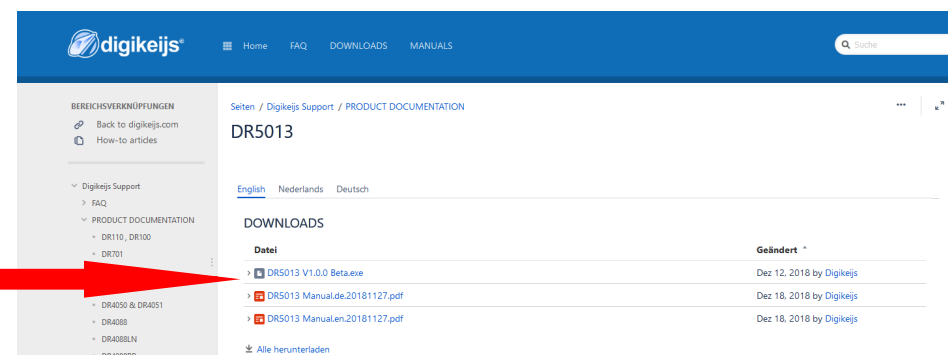 digikeijs®
Home FAQ DOWNLOADS MANUALS
Suche
BEREICHSVERKNÜPFUNGEN
Back to digikeijs.com
How-to articles
Digikeijs Support
FAQ
PRODUCT DOCUMENTATION
DR110 , DR100
DR701
DR4050 & DR4051
DR4088
DR4088LN
Seiten / Digikeijs Support / PRODUCT DOCUMENTATION
DR5013
English Nederlands Deutsch
DOWNLOADS
Datei Geändert
DR5013 V1.0.0 Beta.exe Dez 12, 2018 by Digikeijs
DR5013 Manual.de.20181127.pdf Dez 18, 2018 by Digikeijs
DR5013 Manual.en.20181127.pdf Dez 18, 2018 by Digikeijs
Alle herunterladen